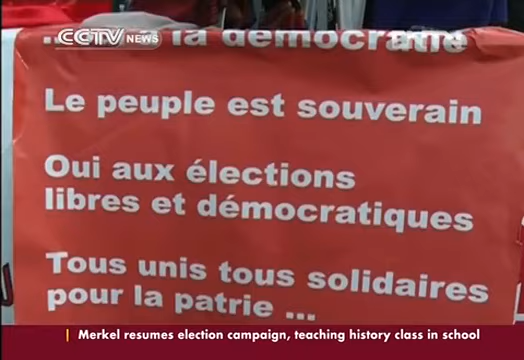 CCTV NEWS
... à la démocratie
Le peuple est souverain
Oui aux élections
libres et démocratiques
Tous unis tous solidaires
pour la patrie ...
Merkel resumes election campaign, teaching history class in school